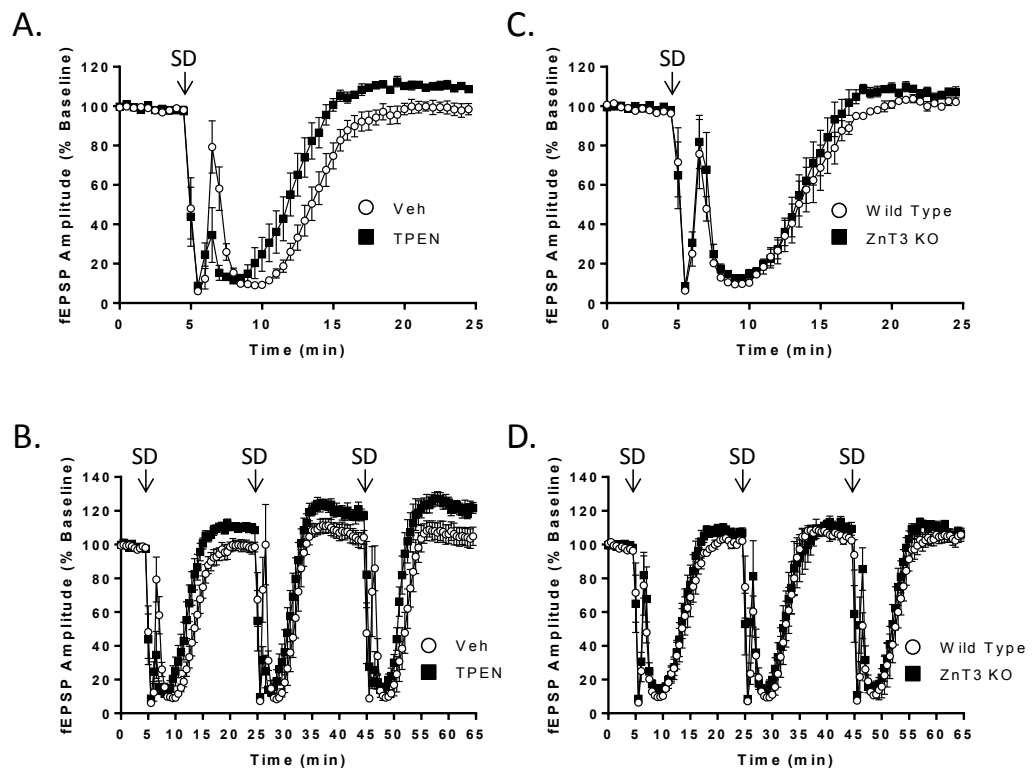 A.
SD
fEPSP Amplitude (% Baseline)
120
100
80
60
40
20
0
Veh
TPEN
0 5 10 15 20 25
Time (min)
C.
SD
fEPSP Amplitude (% Baseline)
120
100
80
60
40
20
0
Wild Type
ZnT3 KO
0 5 10 15 20 25
Time (min)
B.
SD SD SD
fEPSP Amplitude (% Baseline)
140
120
100
80
60
40
20
0
Veh
TPEN
0 5 10 15 20 25 30 35 40 45 50 55 60 65
Time (min)
D.
SD SD SD
fEPSP Amplitude (% Baseline)
140
120
100
80
60
40
20
0
Wild Type
ZnT3 KO
0 5 10 15 20 25 30 35 40 45 50 55 60 65
Time (min)